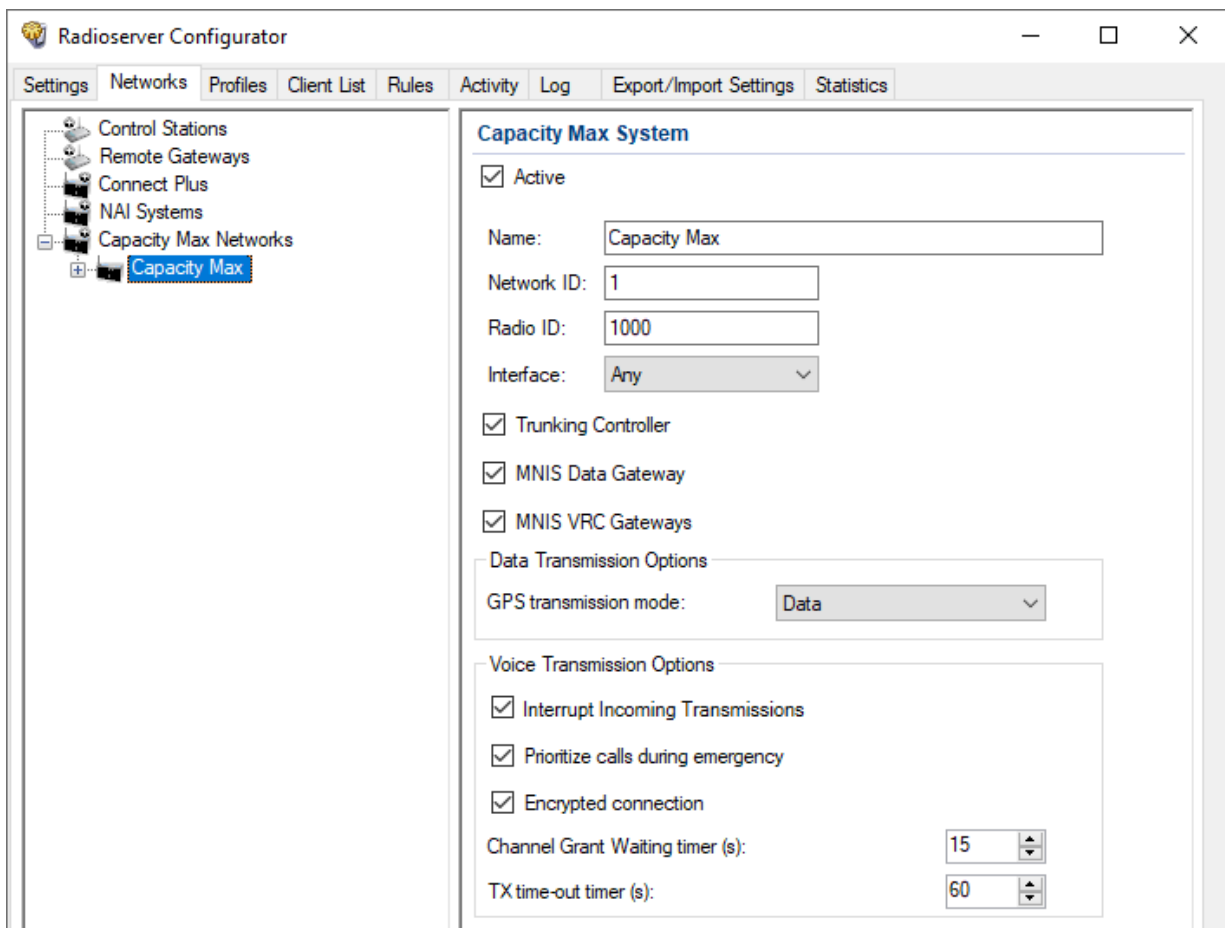 Radioserver Configurator
Settings Networks Profiles Client List Rules Activity Log Export/Import Settings Statistics
Control Stations
Remote Gateways
Connect Plus
NAI Systems
Capacity Max Networks
Capacity Max
Capacity Max System
Active
Name: Capacity Max
Network ID: 1
Radio ID: 1000
Interface: Any
Trunking Controller
MNIS Data Gateway
MNIS VRC Gateways
Data Transmission Options
GPS transmission mode: Data
Voice Transmission Options
Interrupt Incoming Transmissions
Prioritize calls during emergency
Encrypted connection
Channel Grant Waiting timer (s): 15
TX time-out timer (s): 60